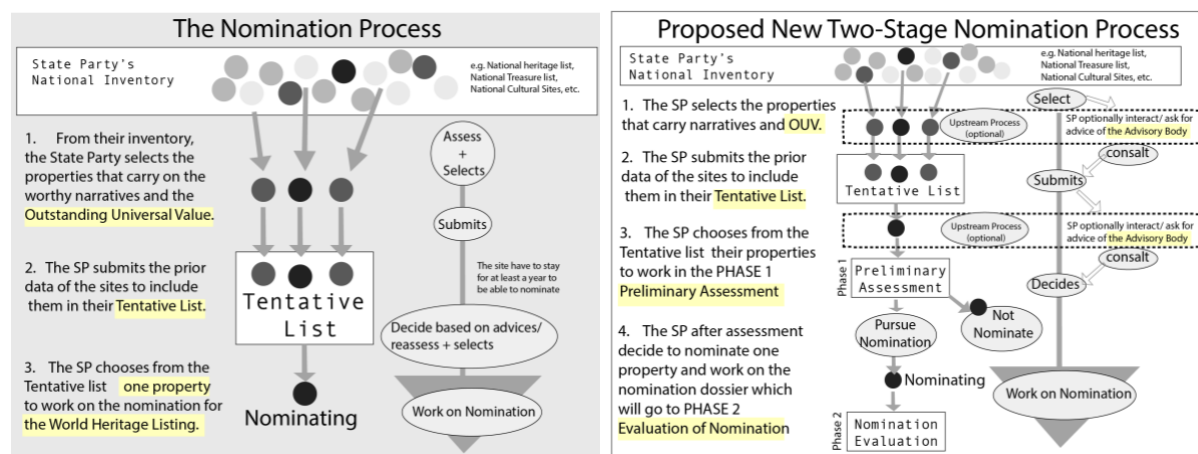 The Nomination Process
State Party's
National Inventory
e.g. National heritage list,
National Treasure list,
National Cultural Sites, etc.
1. From their inventory,
the State Party selects the
properties that carry on the
worthy narratives and the
Outstanding Universal Value.
2. The SP submits the prior
data of the sites to include
them in their Tentative List.
3. The SP chooses from the
Tentative list one property
to work on the nomination for
the World Heritage Listing.
Tentative
List
Nominating
Assess
+
Selects
Submits
The site have to stay
for at least a year to
be able to nominate
Decide based on advices/
reassess + selects
Work on Nomination
Proposed New Two-Stage Nomination Process
State Party's
National Inventory
e.g. National heritage list,
National Treasure list,
National Cultural Sites, etc.
1. The SP selects the properties
that carry narratives and OUV.
2. The SP submits the prior
data of the sites to include
them in their Tentative List.
3. The SP chooses from the
Tentative list their properties
to work in the PHASE 1
Preliminary Assessment
4. The SP after assessment
decide to nominate one
property and work on the
nomination dossier which
will go to PHASE 2
Evaluation of Nomination
Select
Upstream Process
(optional)
SP optionally interact/ ask for
advice of the Advisory Body
consalt
Tentative List
Submits
Upstream Process
(optional)
SP optionally interact/ ask for
advice of the Advisory Body
consalt
Phase 1
Preliminary
Assessment
Decides
Pursue
Nomination
Not
Nominate
Nominating
Work on Nomination
Phase 2
Nomination
Evaluation